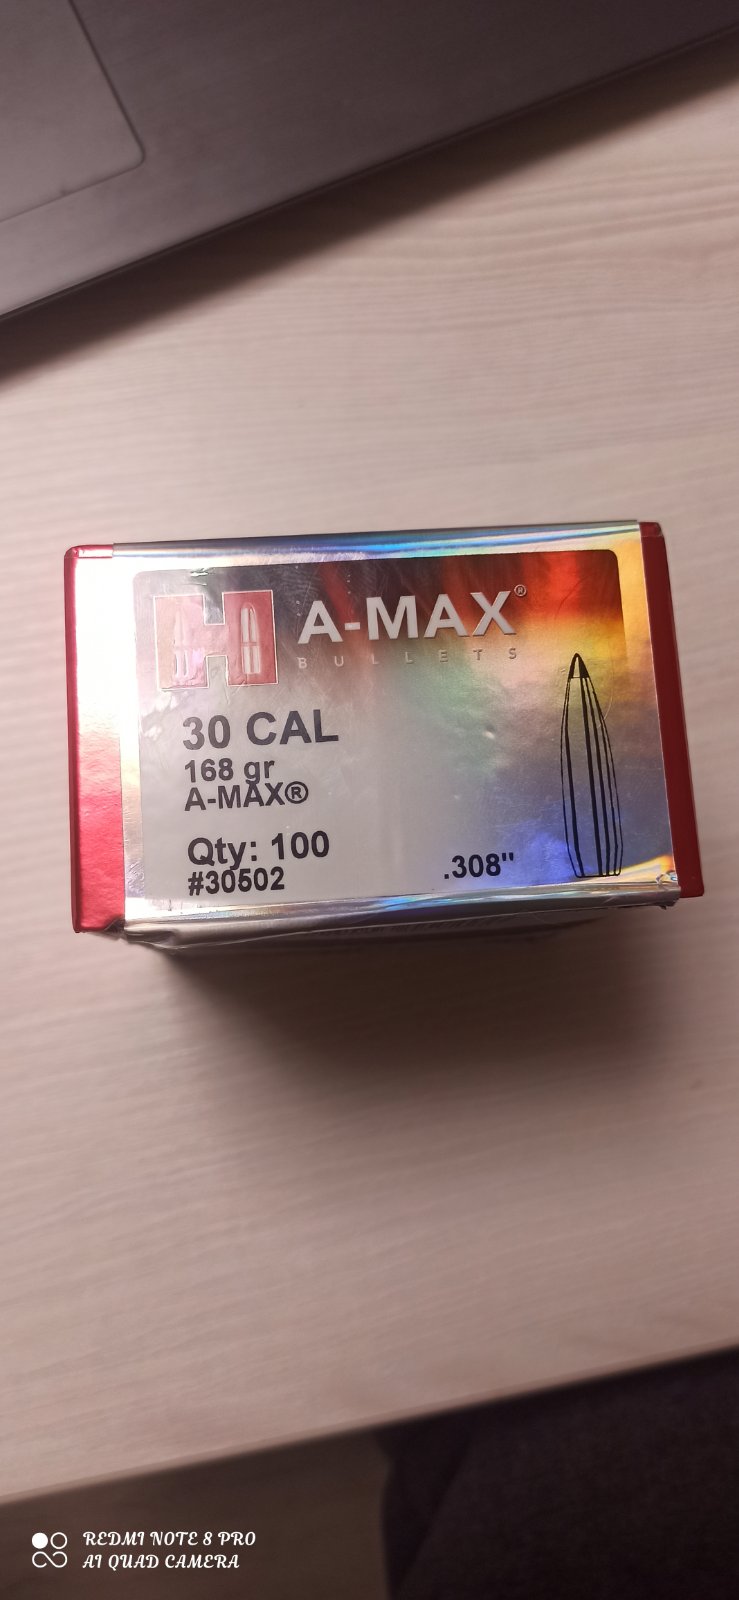 H A-MAX®
BULLETS
30 CAL
168 gr
A-MAX®
Qty: 100
#30502
.308"
REDMI NOTE 8 PRO
AI QUAD CAMERA